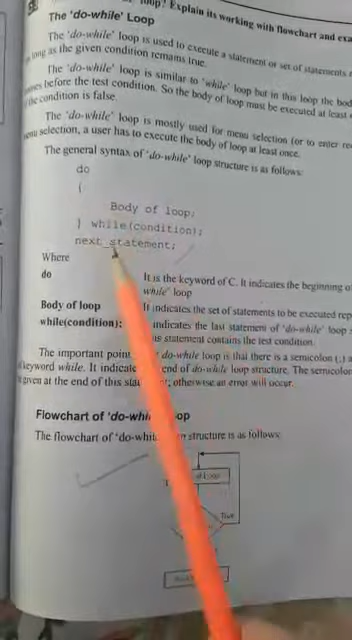 loop? Explain its working with flowchart and exa
The 'do-while' Loop
The 'do-while' loop is used to execute a statement or set of statements
long as the given condition remains true.
The 'do-while' loop is similar to 'while' loop but in this loop the bod
before the test condition. So the body of loop must be executed at least
the condition is false.
The 'do-while' loop is mostly used for menu selection (or to enter re
selection, a user has to execute the body of loop at least once.
The general syntax of 'do-while' loop structure is as follows:
do
{
Body of loop;
} while(condition);
next_statement;
Where
do It is the keyword of C. It indicates the beginning o
while' loop
Body of loop It indicates the set of statements to be executed rep
while(condition): indicates the last statement of 'do-while' loop
statement contains the test condition.
The important point do-while loop is that there is a semicolon (;) a
keyword while. It indicate end of do-while loop structure. The semicolon
given at the end of this sta ; otherwise an error will occur.
Flowchart of 'do-whi op
The flowchart of 'do-whil structure is as follows:
True